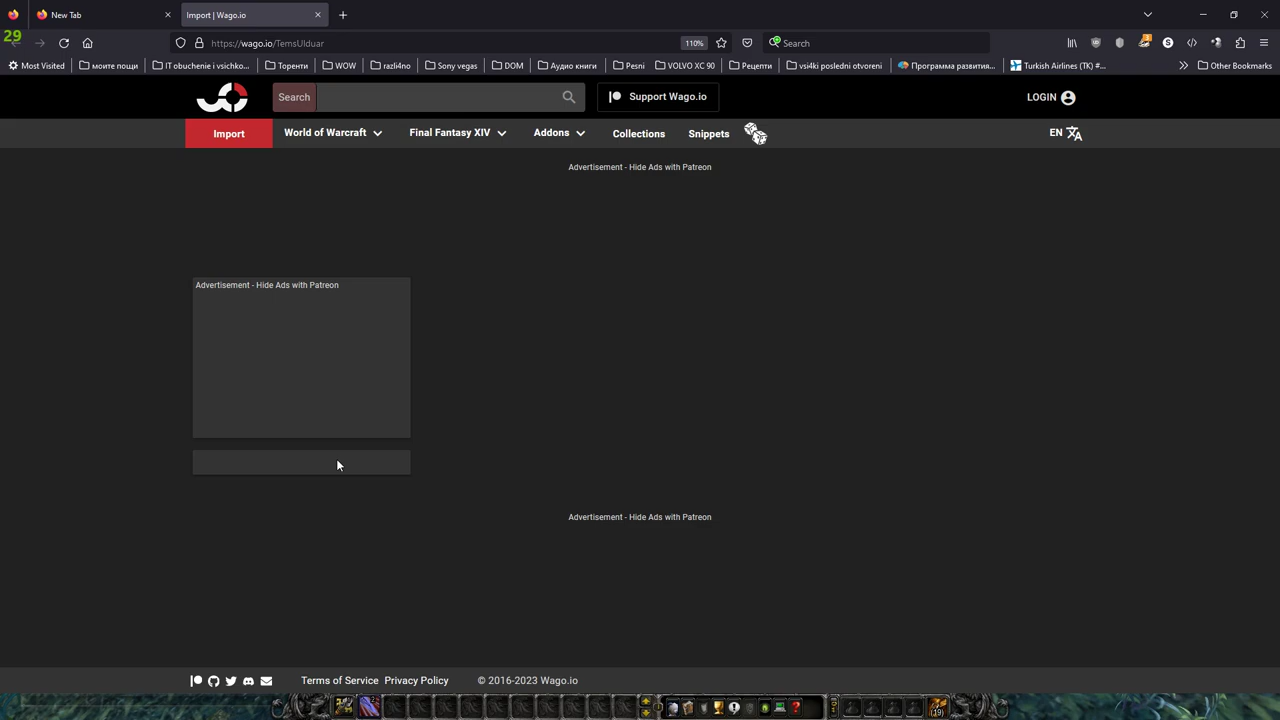 New Tab
Import | Wago.io
29
https://wago.io/TemsUlduar
110%
Search
Most Visited
моите пощи
IT obuchenie i vsichko...
Торенти
WOW
razli4no
Sony vegas
DOM
Аудио книги
Pesni
VOLVO XC 90
Рецепти
vsi4ki posledni otvoreni
Программа развития...
Turkish Airlines (TK) #...
Other Bookmarks
Search
Support Wago.io
LOGIN
Import
World of Warcraft
Final Fantasy XIV
Addons
Collections
Snippets
EN
Advertisement - Hide Ads with Patreon
Advertisement - Hide Ads with Patreon
Advertisement - Hide Ads with Patreon
Terms of Service
Privacy Policy
© 2016-2023 Wago.io
(19)